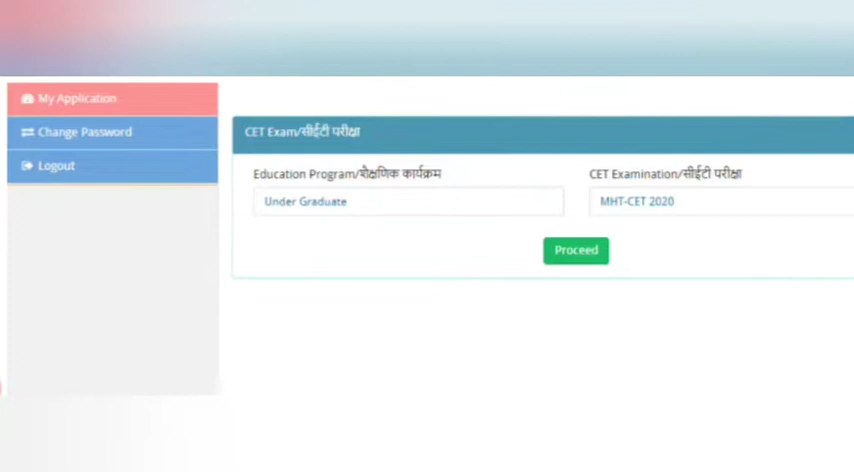 My Application
Change Password
Logout
CET Exam/सीईटी परीक्षा
Education Program/शैक्षणिक कार्यक्रम
Under Graduate
CET Examination/सीईटी परीक्षा
MHT-CET 2020
Proceed